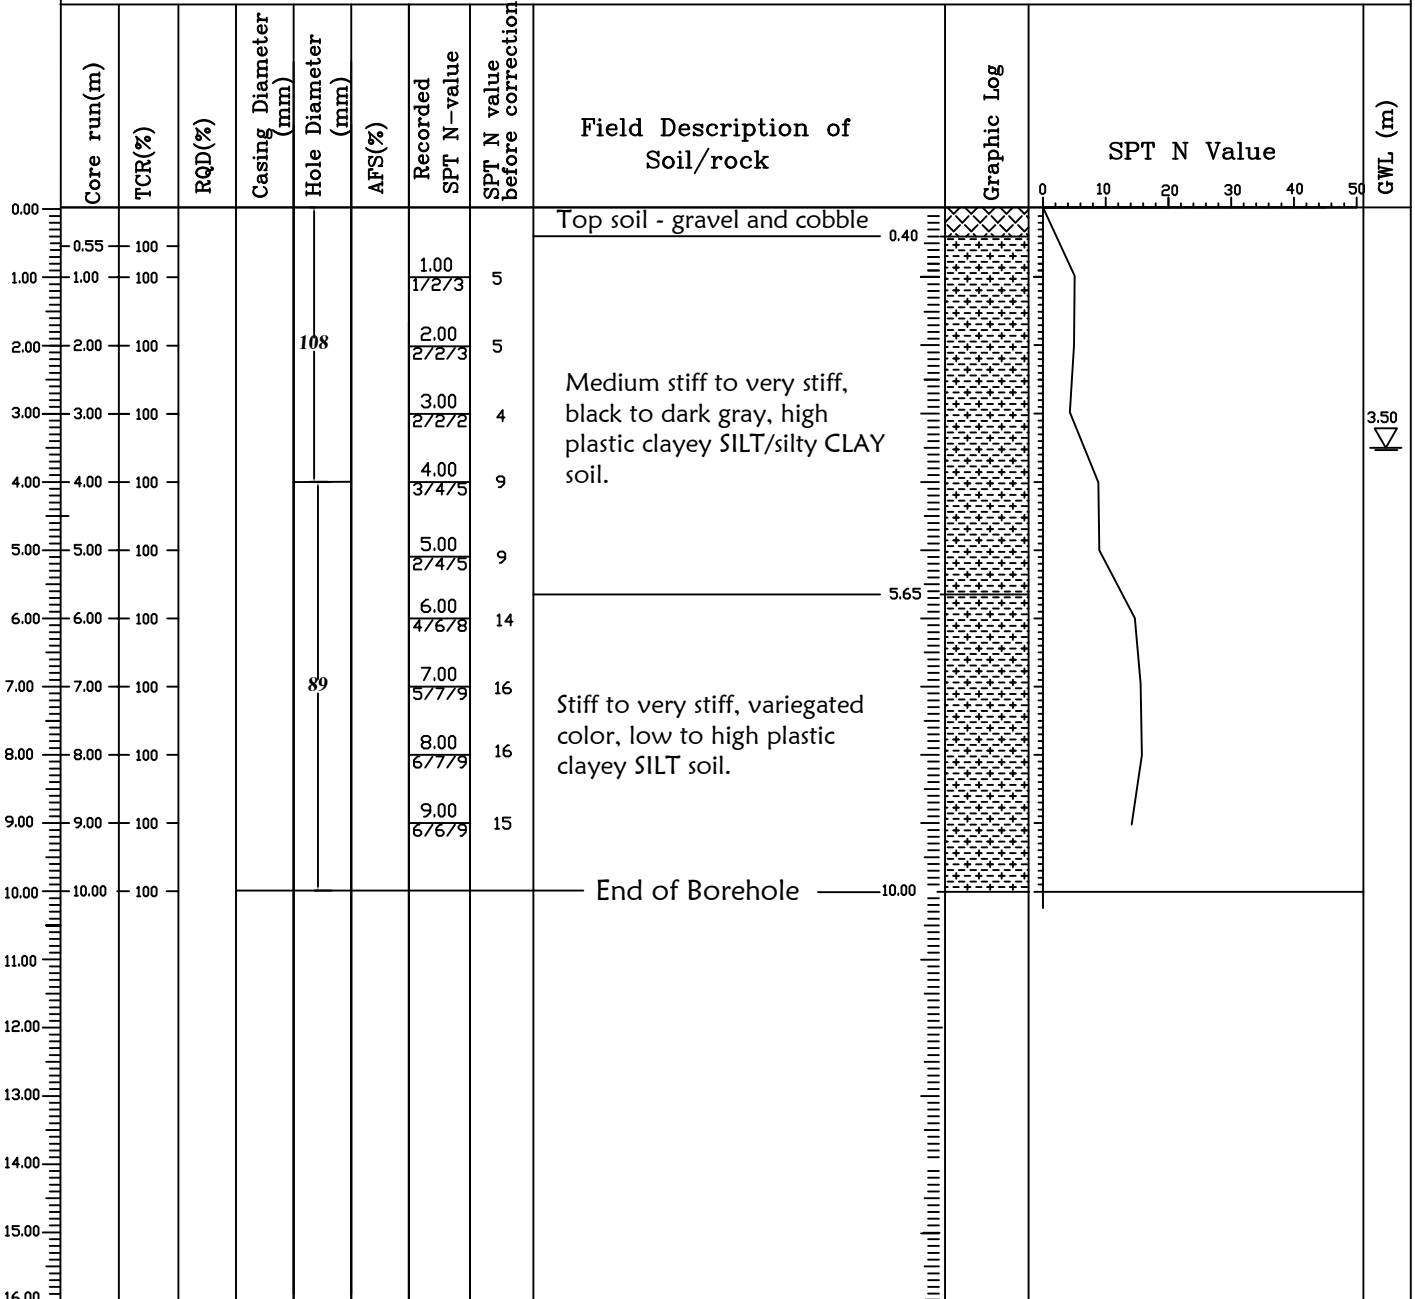 Core run(m)
TCR(%)
RQD(%)
Casing Diameter
(mm)
Hole Diameter
(mm)
AFS(%)
Recorded
SPT N-value
SPT N value
before correction
Field Description of
Soil/rock
Graphic Log
SPT N Value
0 10 20 30 40 50
GWL (m)
0.00
Top soil - gravel and cobble 0.40
0.55 100
1.00 1.00 100 1.00 5
1/2/3
108
2.00 2.00 100 2.00 5
2/2/3
Medium stiff to very stiff,
black to dark gray, high
plastic clayey SILT/silty CLAY
soil.
3.00 3.00 100 3.00 4
2/2/2
3.50
4.00 4.00 100 4.00 9
3/4/5
5.00 5.00 100 5.00 9
2/4/5
5.65
6.00 6.00 100 6.00 14
4/6/8
7.00 7.00 100 89 7.00 16
5/7/9
Stiff to very stiff, variegated
color, low to high plastic
clayey SILT soil.
8.00 8.00 100 8.00 16
6/7/9
9.00 9.00 100 9.00 15
6/6/9
10.00 10.00 100 End of Borehole 10.00
11.00
12.00
13.00
14.00
15.00
16.00